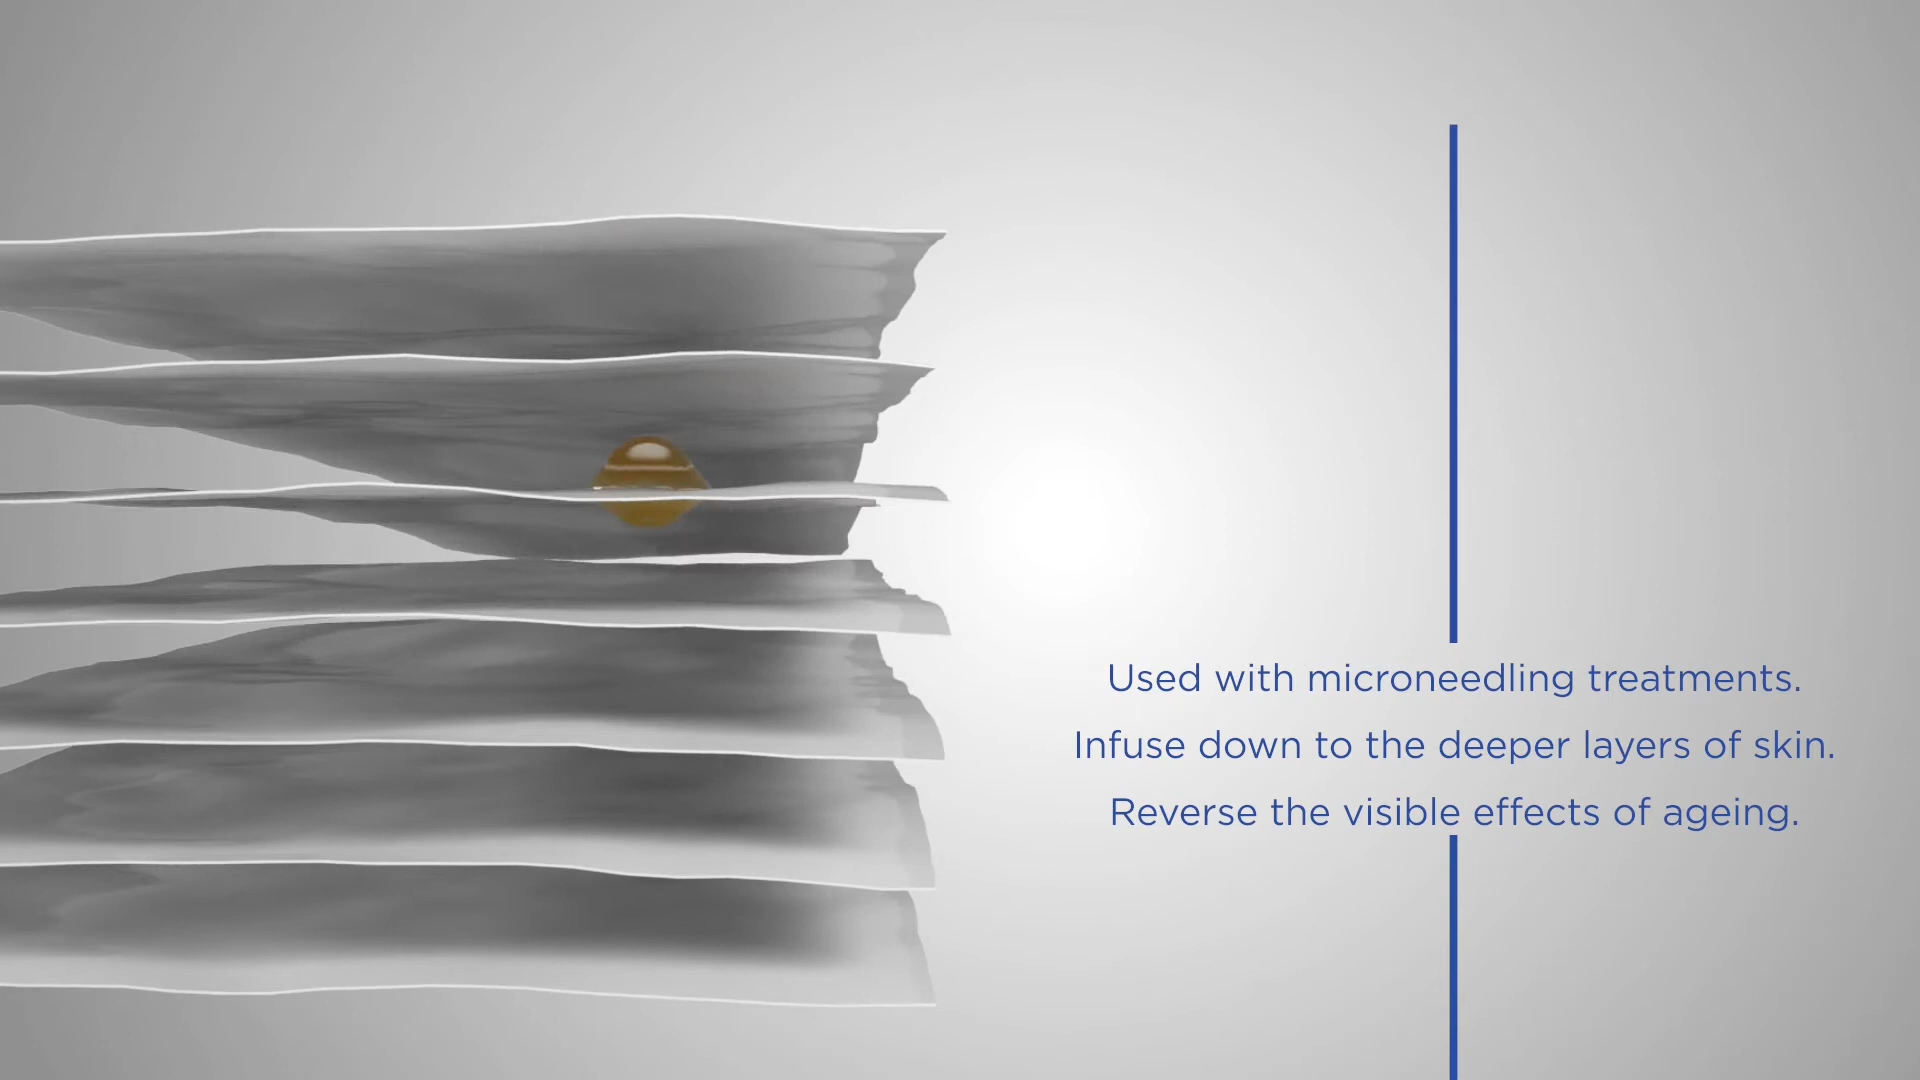 Used with microneedling treatments.
Infuse down to the deeper layers of skin.
Reverse the visible effects of ageing.